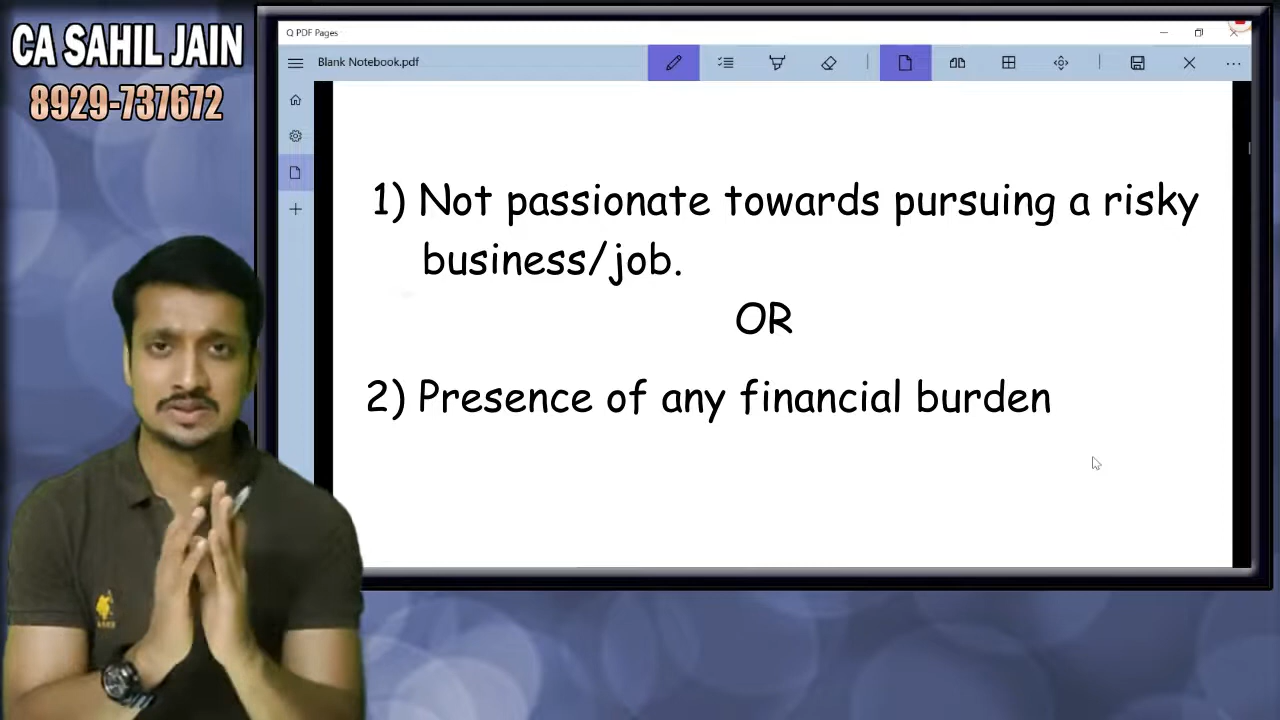 CA SAHIL JAIN
8929-737672
Q PDF Pages
Blank Notebook.pdf
1) Not passionate towards pursuing a risky
business/job.
OR
2) Presence of any financial burden